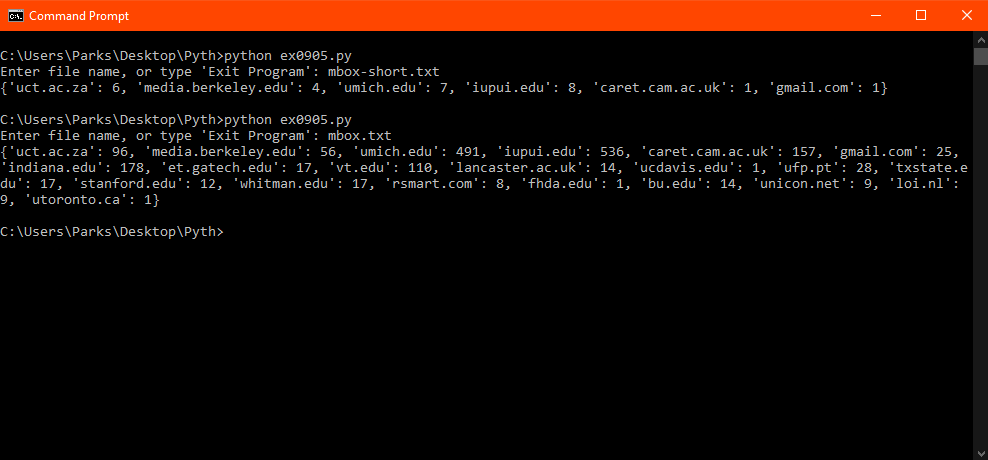 Command Prompt
C:\Users\Parks\Desktop\Pyth>python ex0905.py
Enter file name, or type 'Exit Program': mbox-short.txt
{'uct.ac.za': 6, 'media.berkeley.edu': 4, 'umich.edu': 7, 'iupui.edu': 8, 'caret.cam.ac.uk': 1, 'gmail.com': 1}
C:\Users\Parks\Desktop\Pyth>python ex0905.py
Enter file name, or type 'Exit Program': mbox.txt
{'uct.ac.za': 96, 'media.berkeley.edu': 56, 'umich.edu': 491, 'iupui.edu': 536, 'caret.cam.ac.uk': 157, 'gmail.com': 25,
'indiana.edu': 178, 'et.gatech.edu': 17, 'vt.edu': 110, 'lancaster.ac.uk': 14, 'ucdavis.edu': 1, 'ufp.pt': 28, 'txstate.e
du': 17, 'stanford.edu': 12, 'whitman.edu': 17, 'rsmart.com': 8, 'fhda.edu': 1, 'bu.edu': 14, 'unicon.net': 9, 'loi.nl':
9, 'utoronto.ca': 1}
C:\Users\Parks\Desktop\Pyth>